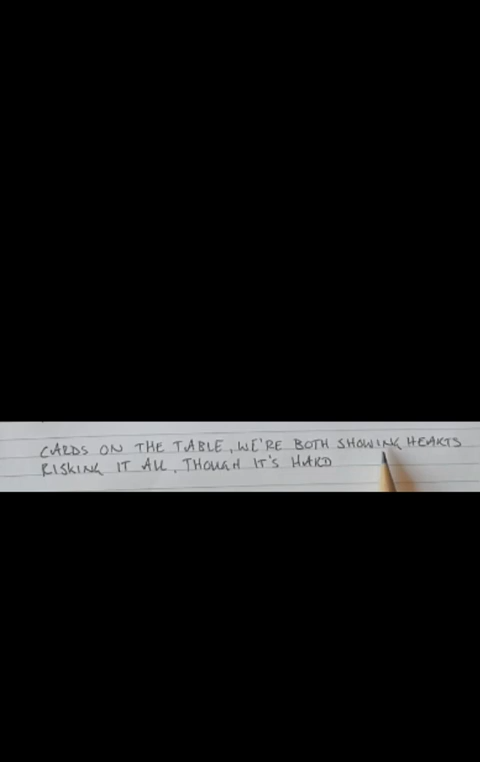 CARDS ON THE TABLE, WE'RE BOTH SHOWING HEARTS
RISKING IT ALL, THOUGH IT'S HARD